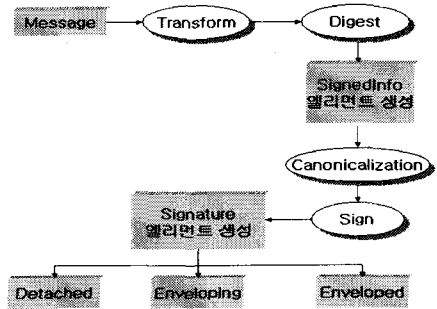 Message
Transform
Digest
SignedInfo
엘리먼트 생성
Canonicalization
Sign
Signature
엘리먼트 생성
Detached
Enveloping
Enveloped